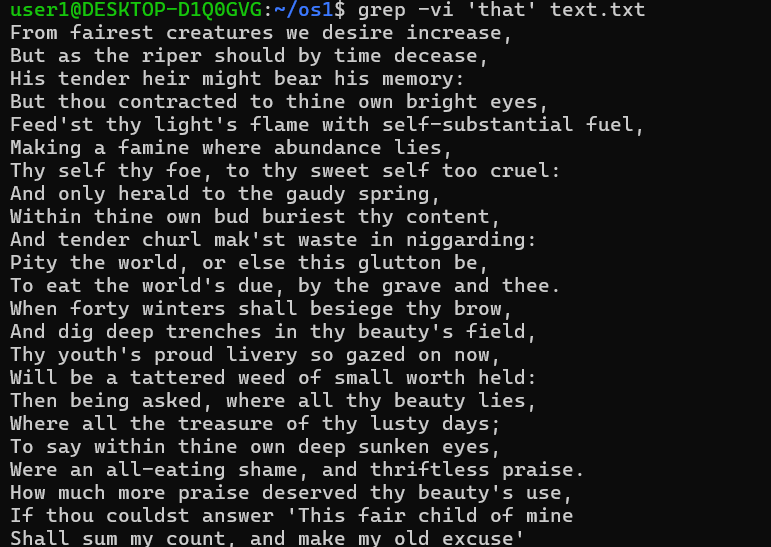 user1@DESKTOP-D1Q0GVG:~/os1$ grep -vi 'that' text.txt
From fairest creatures we desire increase,
But as the riper should by time decease,
His tender heir might bear his memory:
But thou contracted to thine own bright eyes,
Feed'st thy light's flame with self-substantial fuel,
Making a famine where abundance lies,
Thy self thy foe, to thy sweet self too cruel:
And only herald to the gaudy spring,
Within thine own bud buriest thy content,
And tender churl mak'st waste in niggarding:
Pity the world, or else this glutton be,
To eat the world's due, by the grave and thee.
When forty winters shall besiege thy brow,
And dig deep trenches in thy beauty's field,
Thy youth's proud livery so gazed on now,
Will be a tattered weed of small worth held:
Then being asked, where all thy beauty lies,
Where all the treasure of thy lusty days;
To say within thine own deep sunken eyes,
Were an all-eating shame, and thriftless praise.
How much more praise deserved thy beauty's use,
If thou couldst answer 'This fair child of mine
Shall sum my count, and make my old excuse'